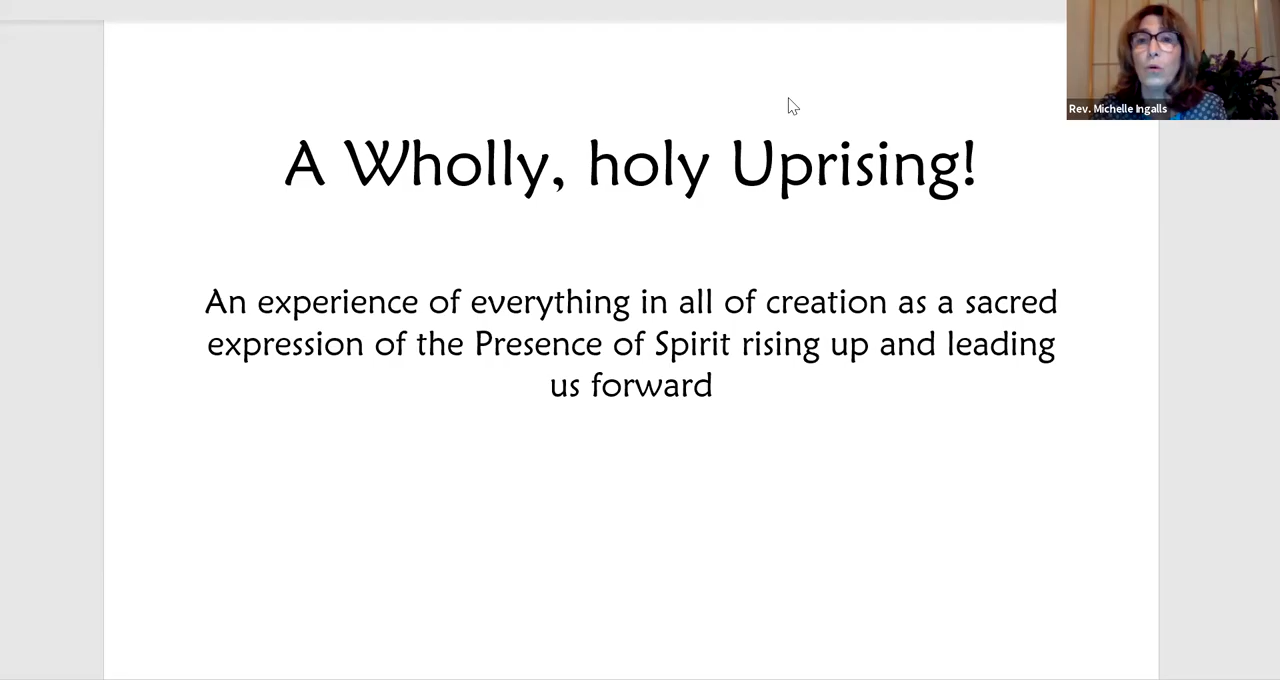 Rev. Michelle Ingalls
A Wholly, holy Uprising!
An experience of everything in all of creation as a sacred
expression of the Presence of Spirit rising up and leading
us forward